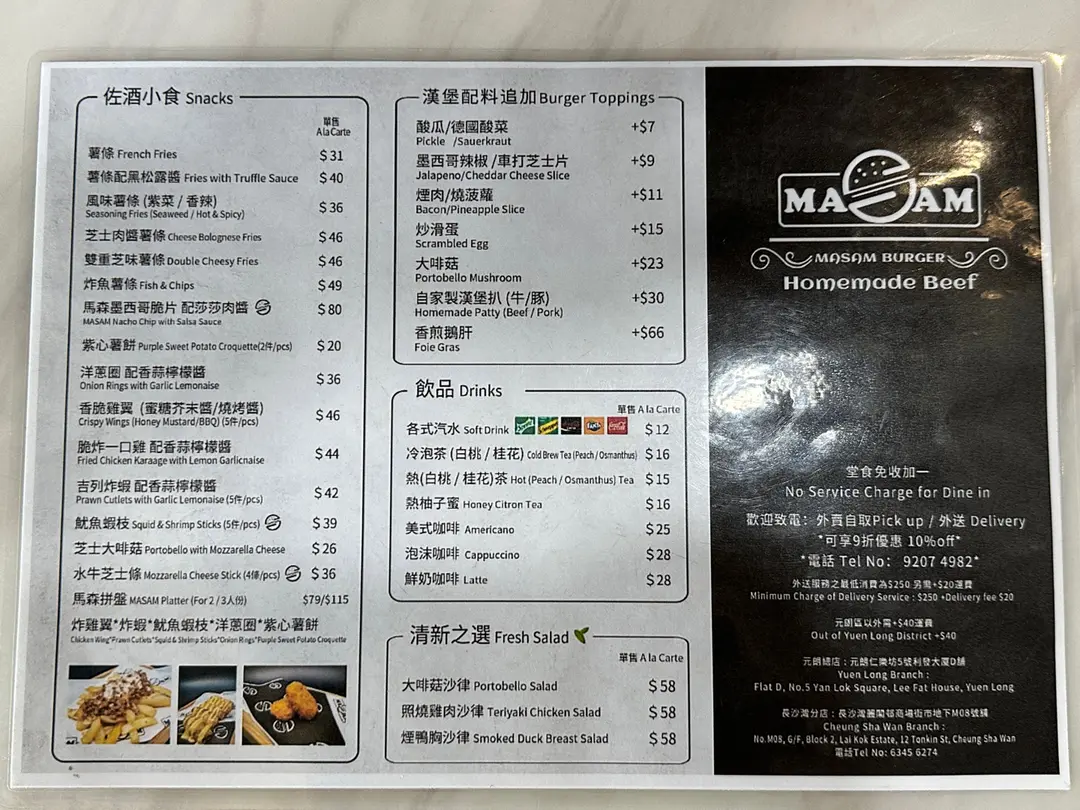 佐酒小食 Snacks
單售
A la Carte
薯條 French Fries $31
薯條配黑松露醬 Fries with Truffle Sauce $40
風味薯條 (紫菜 / 香辣) $36
Seasoning Fries (Seaweed / Hot & Spicy)
芝士肉醬薯條 Cheese Bolognese Fries $46
雙重芝味薯條 Double Cheesy Fries $46
炸魚薯條 Fish & Chips $49
馬森墨西哥脆片 配莎莎肉醬 $80
MASAM Nacho Chip with Salsa Sauce
紫心薯餅 Purple Sweet Potato Croquette(2件/pcs) $20
洋蔥圈 配香蒜檸檬醬 $36
Onion Rings with Garlic Lemonaise
香脆雞翼 (蜜糖芥末醬/燒烤醬) $46
Crispy Wings (Honey Mustard/BBQ) (5件/pcs)
脆炸一口雞 配香蒜檸檬醬 $44
Fried Chicken Karaage with Lemon Garlicnaise
吉列炸蝦 配香蒜檸檬醬 $42
Prawn Cutlets with Garlic Lemonaise (5件/pcs)
魷魚蝦枝 Squid & Shrimp Sticks (5件/pcs) $39
芝士大啡菇 Portobello with Mozzarella Cheese $26
水牛芝士條 Mozzarella Cheese Stick (4條/pcs) $36
馬森拼盤 MASAM Platter (For 2 / 3人份) $79/$115
炸雞翼*炸蝦*魷魚蝦枝*洋蔥圈*紫心薯餅
Chicken Wing*Prawn Cutlets*Squid & Shrimp Sticks*Onion Rings*Purple Sweet Potato Croquette
漢堡配料追加 Burger Toppings
酸瓜/德國酸菜 +$7
Pickle /Sauerkraut
墨西哥辣椒 /車打芝士片 +$9
Jalapeno/Cheddar Cheese Slice
煙肉/燒菠蘿 +$11
Bacon/Pineapple Slice
炒滑蛋 +$15
Scrambled Egg
大啡菇 +$23
Portobello Mushroom
自家製漢堡扒 (牛/豚) +$30
Homemade Patty (Beef / Pork)
香煎鵝肝 +$66
Foie Gras
飲品 Drinks
單售 A la Carte
各式汽水 Soft Drink $12
冷泡茶 (白桃 / 桂花) Cold Brew Tea (Peach / Osmanthus) $16
熱(白桃 / 桂花)茶 Hot (Peach / Osmanthus) Tea $15
熱柚子蜜 Honey Citron Tea $16
美式咖啡 Americano $25
泡沫咖啡 Cappuccino $28
鮮奶咖啡 Latte $28
清新之選 Fresh Salad
單售 A la Carte
大啡菇沙律 Portobello Salad $58
照燒雞肉沙律 Teriyaki Chicken Salad $58
煙鴨胸沙律 Smoked Duck Breast Salad $58
MASAM
MASAM BURGER
Homemade Beef
堂食免收加一
No Service Charge for Dine in
歡迎致電：外賣自取Pick up / 外送 Delivery
*可享9折優惠 10%off*
*電話 Tel No: 9207 4982*
外送服務之最低消費為$250 另需+$20運費
Minimum Charge of Delivery Service : $250 +Delivery fee $20
元朗區以外需+$40運費
Out of Yuen Long District +$40
元朗總店：元朗仁樂坊5號利發大廈D舖
Yuen Long Branch :
Flat D, No.5 Yan Lok Square, Lee Fat House, Yuen Long
長沙灣分店：長沙灣麗閣邨商場街市地下M08號舖
Cheung Sha Wan Branch :
No.M08, G/F, Block 2, Lai Kok Estate, 12 Tonkin St, Cheung Sha Wan
電話Tel No: 6345 6274